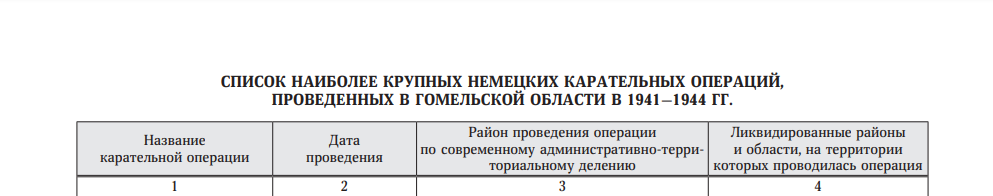 СПИСОК НАИБОЛЕЕ КРУПНЫХ НЕМЕЦКИХ КАРАТЕЛЬНЫХ ОПЕРАЦИЙ,
ПРОВЕДЕННЫХ В ГОМЕЛЬСКОЙ ОБЛАСТИ В 1941—1944 ГГ.
Название
карательной операции
Дата
проведения
Район проведения операции
по современному административно-терри-
ториальному делению
Ликвидированные районы
и области, на территории
которых проводилась операция
1
2
3
4